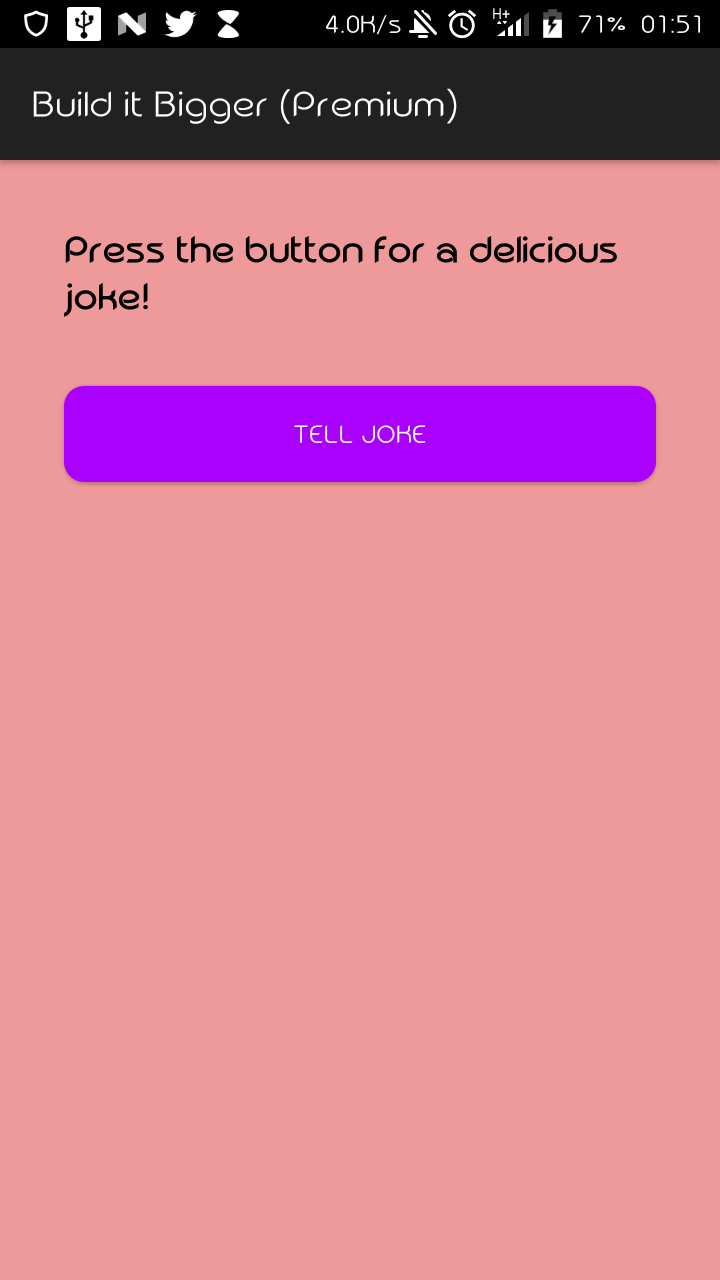 4.0K/s H+ 71% 01:51
Build it Bigger (Premium)
Press the button for a delicious
joke!
TELL JOKE